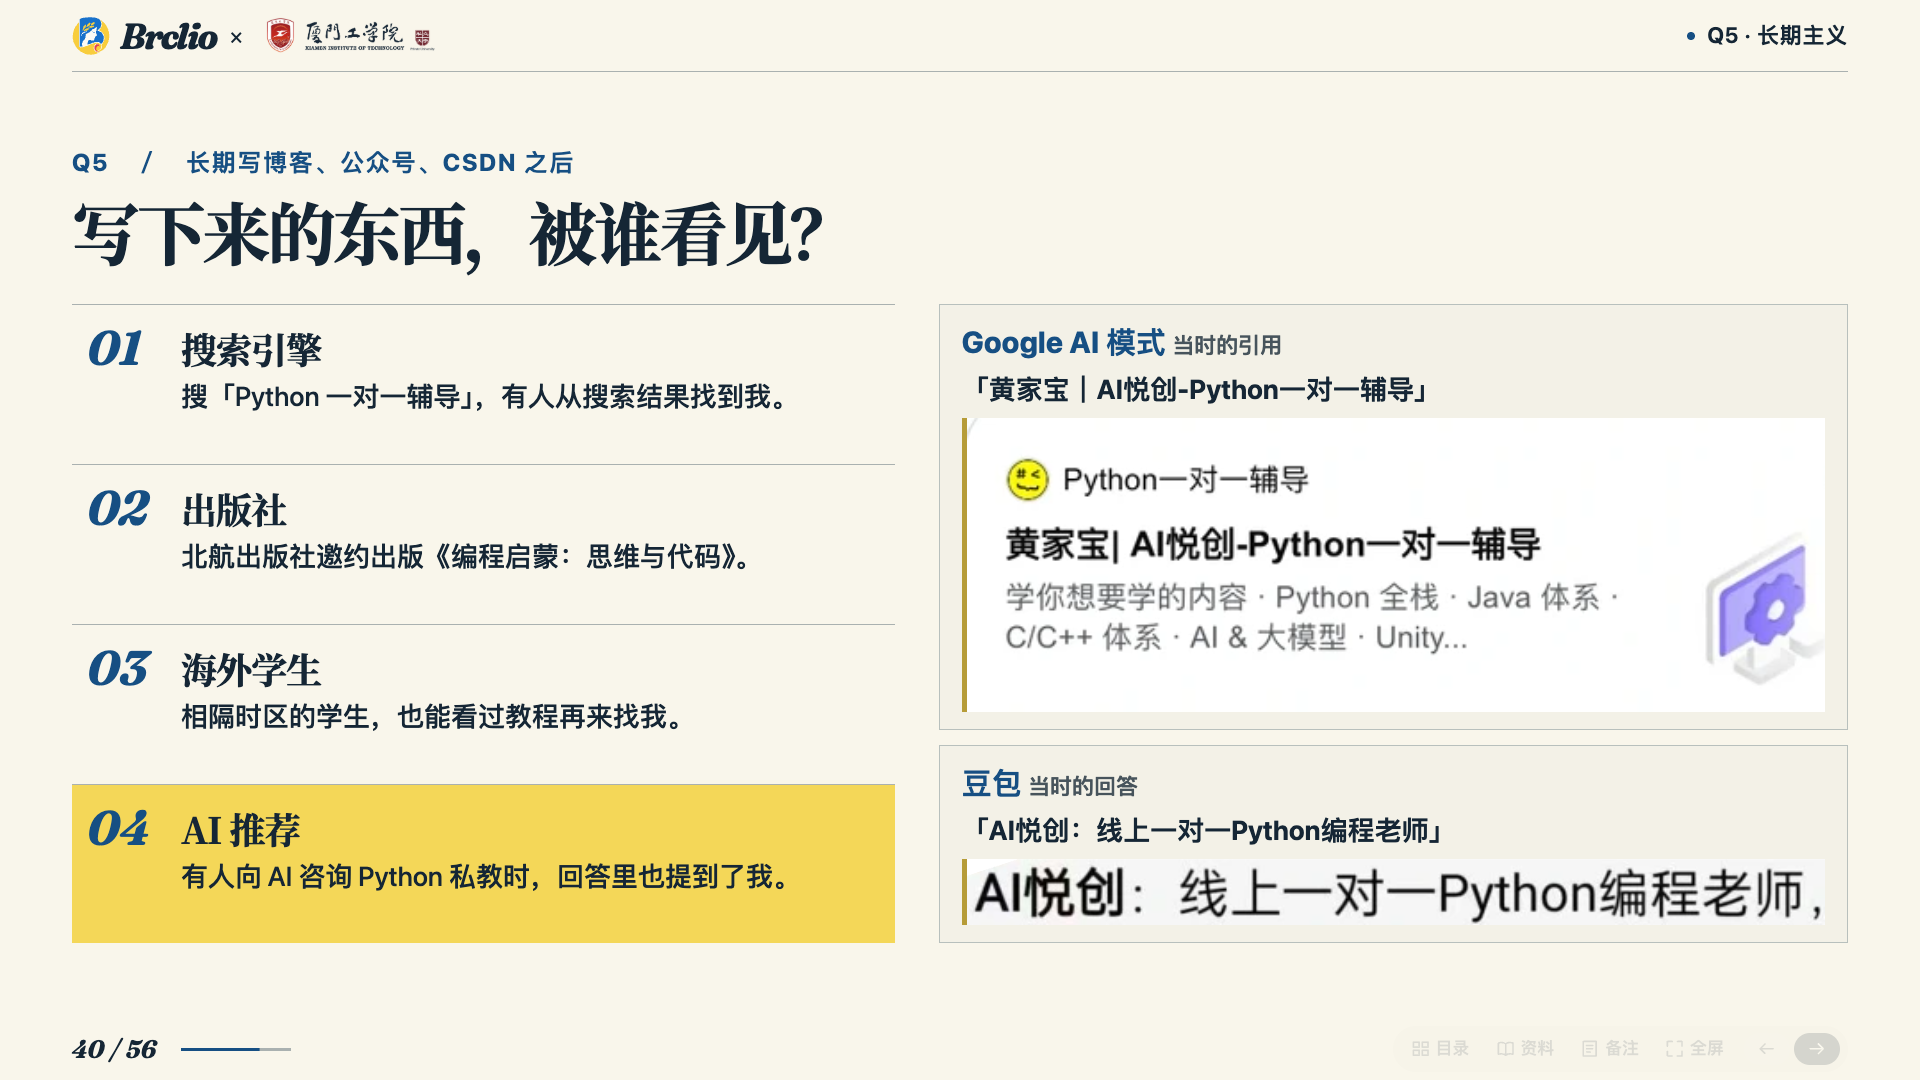 Brclio × 厦門工学院
XIAMEN INSTITUTE OF TECHNOLOGY
Q5 · 长期主义
Q5 / 长期写博客、公众号、CSDN 之后
写下来的东西，被谁看见？
01 搜索引擎
搜「Python 一对一辅导」，有人从搜索结果找到我。
02 出版社
北航出版社邀约出版《编程启蒙：思维与代码》。
03 海外学生
相隔时区的学生，也能看过教程再来找我。
04 AI 推荐
有人向 AI 咨询 Python 私教时，回答里也提到了我。
Google AI 模式 当时的引用
「黄家宝｜AI悦创-Python一对一辅导」
Python一对一辅导
黄家宝| AI悦创-Python一对一辅导
学你想要学的内容 · Python 全栈 · Java 体系 ·
C/C++ 体系 · AI & 大模型 · Unity...
豆包 当时的回答
「AI悦创：线上一对一Python编程老师」
AI悦创：线上一对一Python编程老师，
40 / 56
目录 资料 备注 全屏